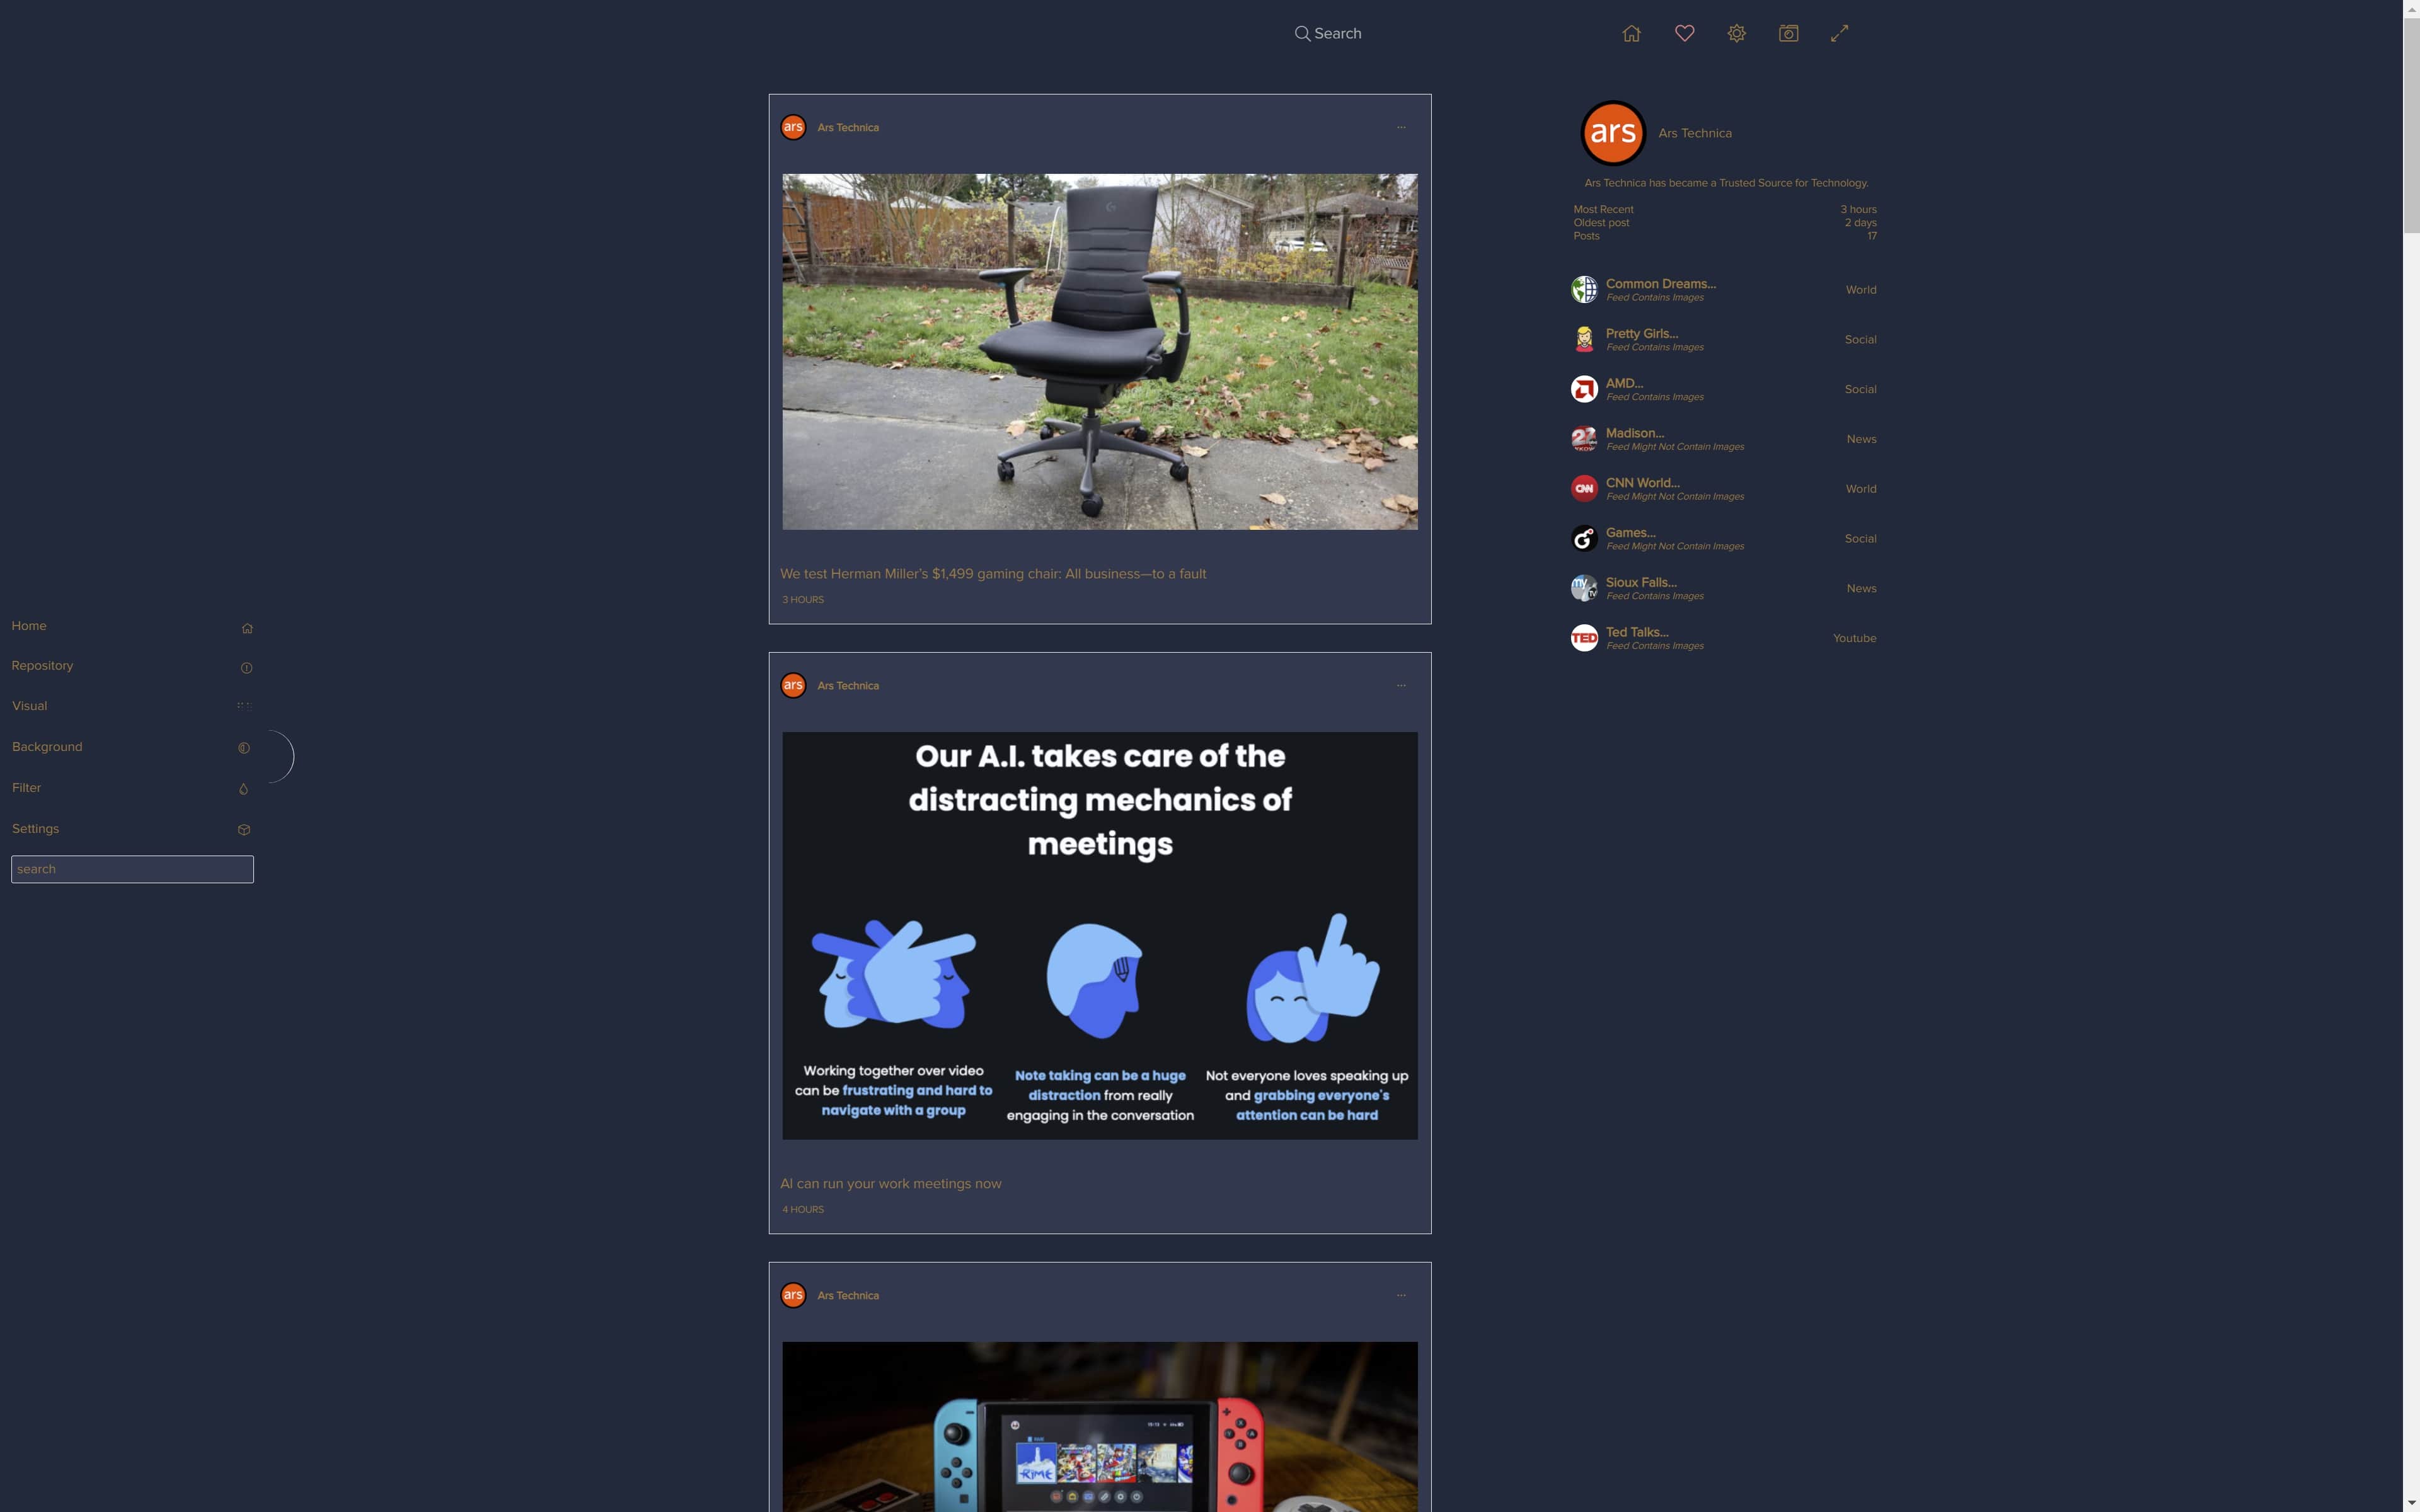 Search
ars Ars Technica ...
We test Herman Miller's $1,499 gaming chair: All business—to a fault
3 HOURS
ars Ars Technica ...
Our A.I. takes care of the
distracting mechanics of
meetings
Working together over video
can be frustrating and hard to
navigate with a group
Note taking can be a huge
distraction from really
engaging in the conversation
Not everyone loves speaking up
and grabbing everyone's
attention can be hard
AI can run your work meetings now
4 HOURS
ars Ars Technica ...
RiME
ars Ars Technica
Ars Technica has became a Trusted Source for Technology.
Most Recent 3 hours
Oldest post 2 days
Posts 17
Common Dreams... World
Feed Contains Images
Pretty Girls... Social
Feed Contains Images
AMD... Social
Feed Contains Images
Madison... News
Feed Might Not Contain Images
CNN World... World
Feed Might Not Contain Images
Games... Social
Feed Might Not Contain Images
Sioux Falls... News
Feed Contains Images
TED Ted Talks... Youtube
Feed Contains Images
Home
Repository
Visual
Background
Filter
Settings
search